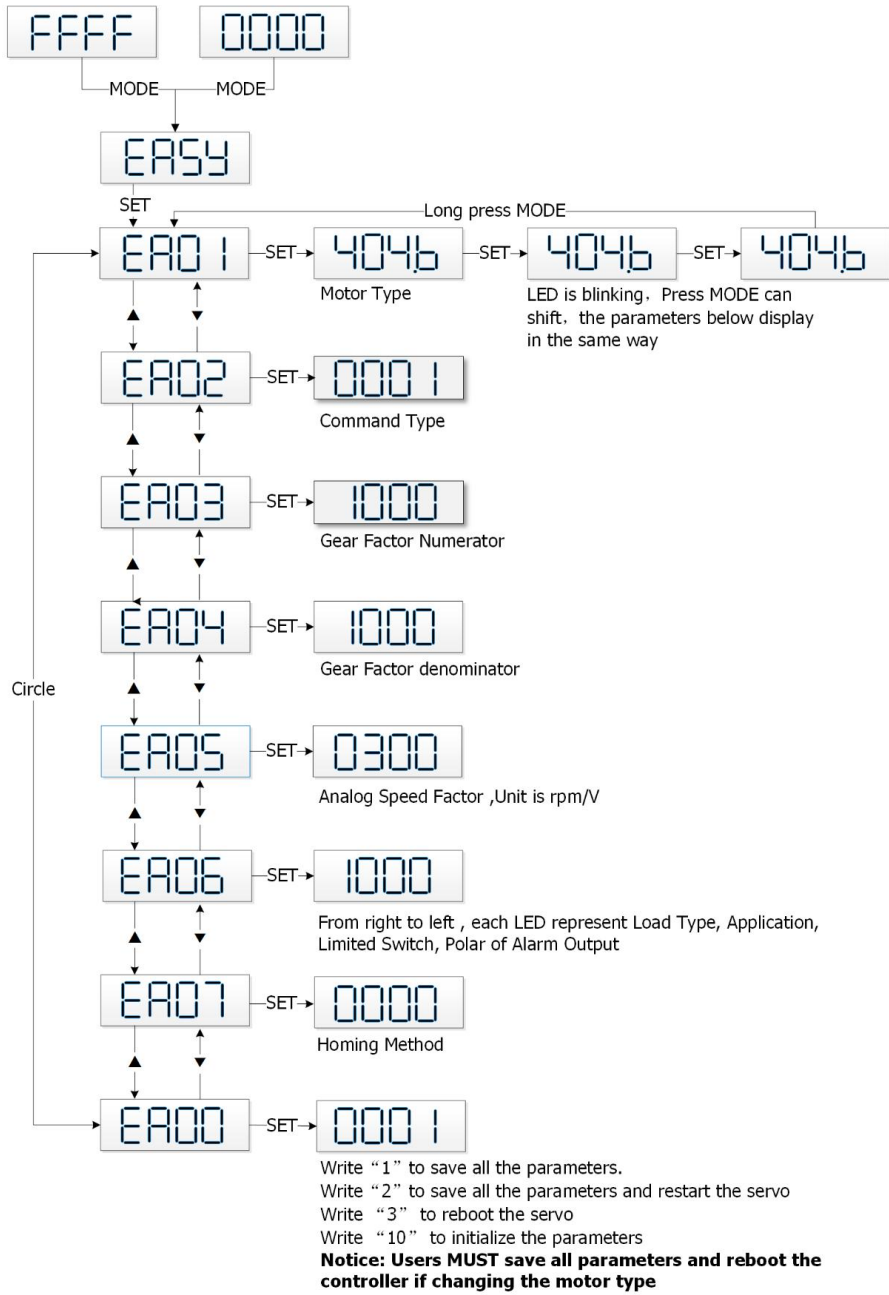 FFFF 0000
MODE MODE
EASY
SET
Long press MODE
EA01 SET 404.b SET 404.b SET 404.b
Motor Type
LED is blinking, Press MODE can
shift, the parameters below display
in the same way
▲ ▼
EA02 SET 0001
Command Type
▲ ▼
EA03 SET 1000
Gear Factor Numerator
▲ ▼
EA04 SET 1000
Gear Factor denominator
Circle
▲ ▼
EA05 SET 0300
Analog Speed Factor ,Unit is rpm/V
▲ ▼
EA06 SET 1000
From right to left , each LED represent Load Type, Application,
Limited Switch, Polar of Alarm Output
▲ ▼
EA07 SET 0000
Homing Method
▲ ▼
EA00 SET 0001
Write “1” to save all the parameters.
Write “2” to save all the parameters and restart the servo
Write “3” to reboot the servo
Write “10” to initialize the parameters
Notice: Users MUST save all parameters and reboot the
controller if changing the motor type